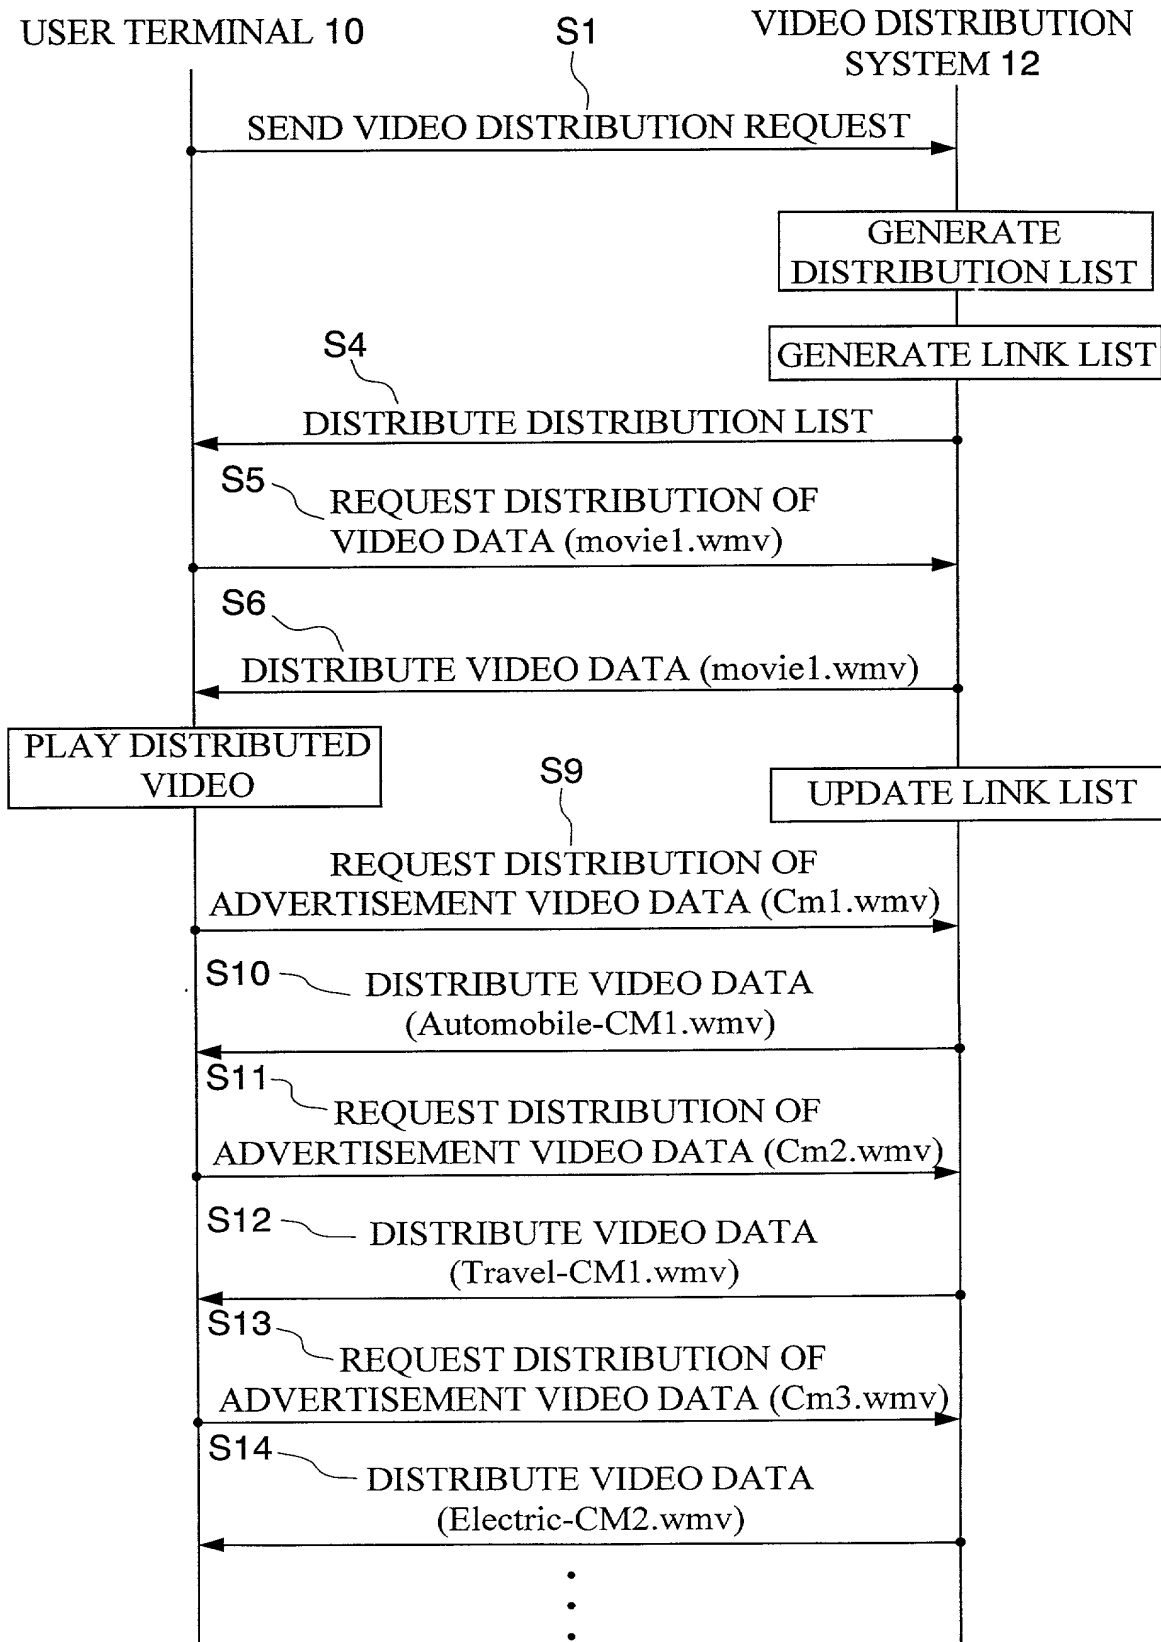 USER TERMINAL 10
S1
VIDEO DISTRIBUTION
SYSTEM 12
SEND VIDEO DISTRIBUTION REQUEST
GENERATE
DISTRIBUTION LIST
GENERATE LINK LIST
S4
DISTRIBUTE DISTRIBUTION LIST
S5
REQUEST DISTRIBUTION OF
VIDEO DATA (movie1.wmv)
S6
DISTRIBUTE VIDEO DATA (movie1.wmv)
PLAY DISTRIBUTED
VIDEO
S9
UPDATE LINK LIST
REQUEST DISTRIBUTION OF
ADVERTISEMENT VIDEO DATA (Cm1.wmv)
S10
DISTRIBUTE VIDEO DATA
(Automobile-CM1.wmv)
S11
REQUEST DISTRIBUTION OF
ADVERTISEMENT VIDEO DATA (Cm2.wmv)
S12
DISTRIBUTE VIDEO DATA
(Travel-CM1.wmv)
S13
REQUEST DISTRIBUTION OF
ADVERTISEMENT VIDEO DATA (Cm3.wmv)
S14
DISTRIBUTE VIDEO DATA
(Electric-CM2.wmv)